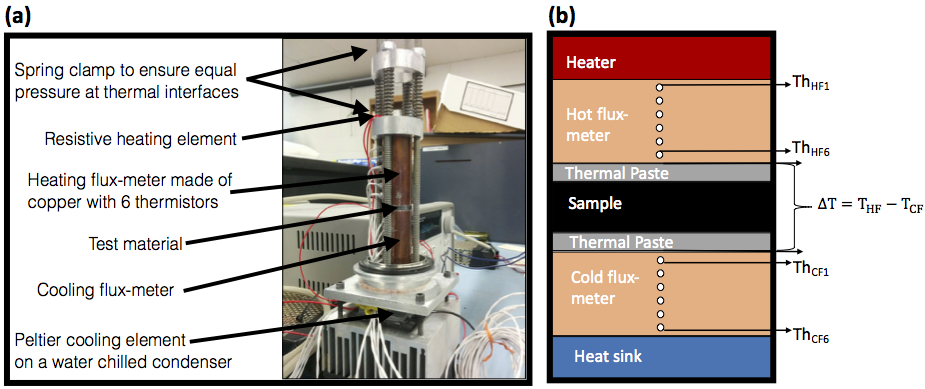 (a)
Spring clamp to ensure equal
pressure at thermal interfaces
Resistive heating element
Heating flux-meter made of
copper with 6 thermistors
Test material
Cooling flux-meter
Peltier cooling element
on a water chilled condenser
(b)
Heater
Hot flux-
meter
Thermal Paste
Sample
Thermal Paste
Cold flux-
meter
Heat sink
Th_HF1
Th_HF6
ΔT = T_HF − T_CF
Th_CF1
Th_CF6